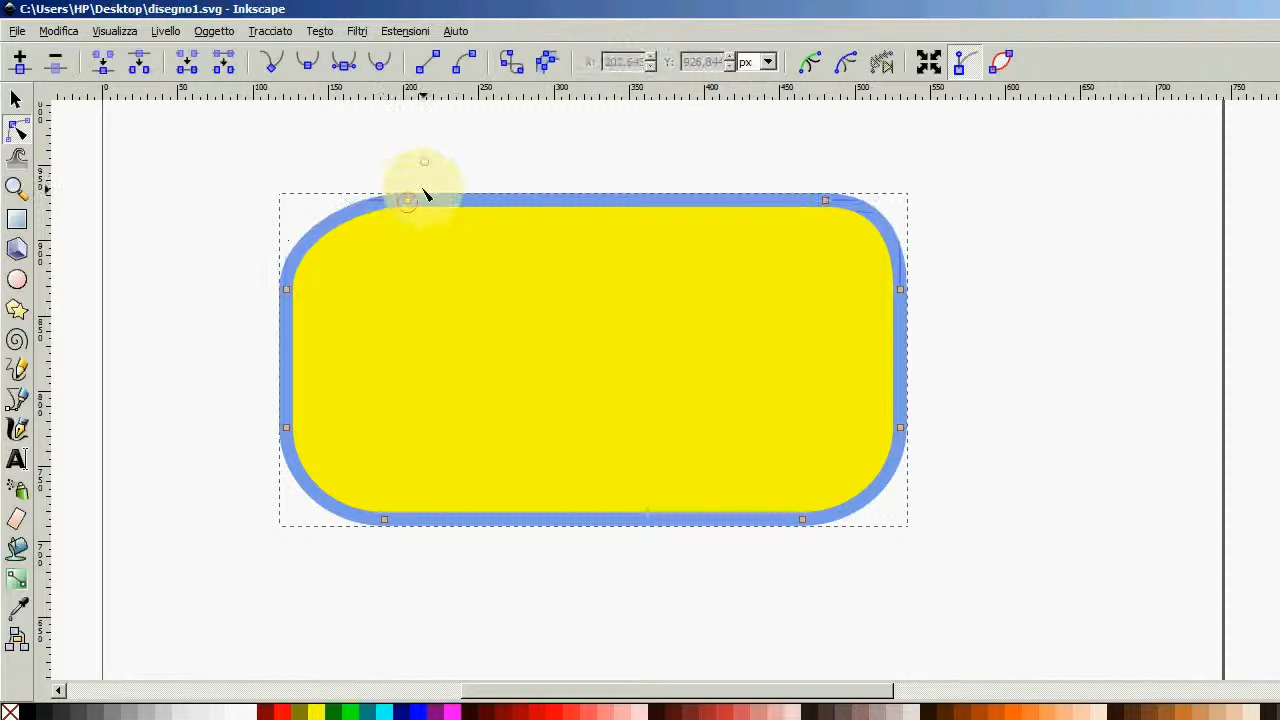 C:\Users\HP\Desktop\disegno1.svg - Inkscape
File Modifica Visualizza Livello Oggetto Tracciato Testo Filtri Estensioni Aiuto
X: Y: px
0 50 100 150 200 250 300 350 400 450 500 550 600 650 700 750